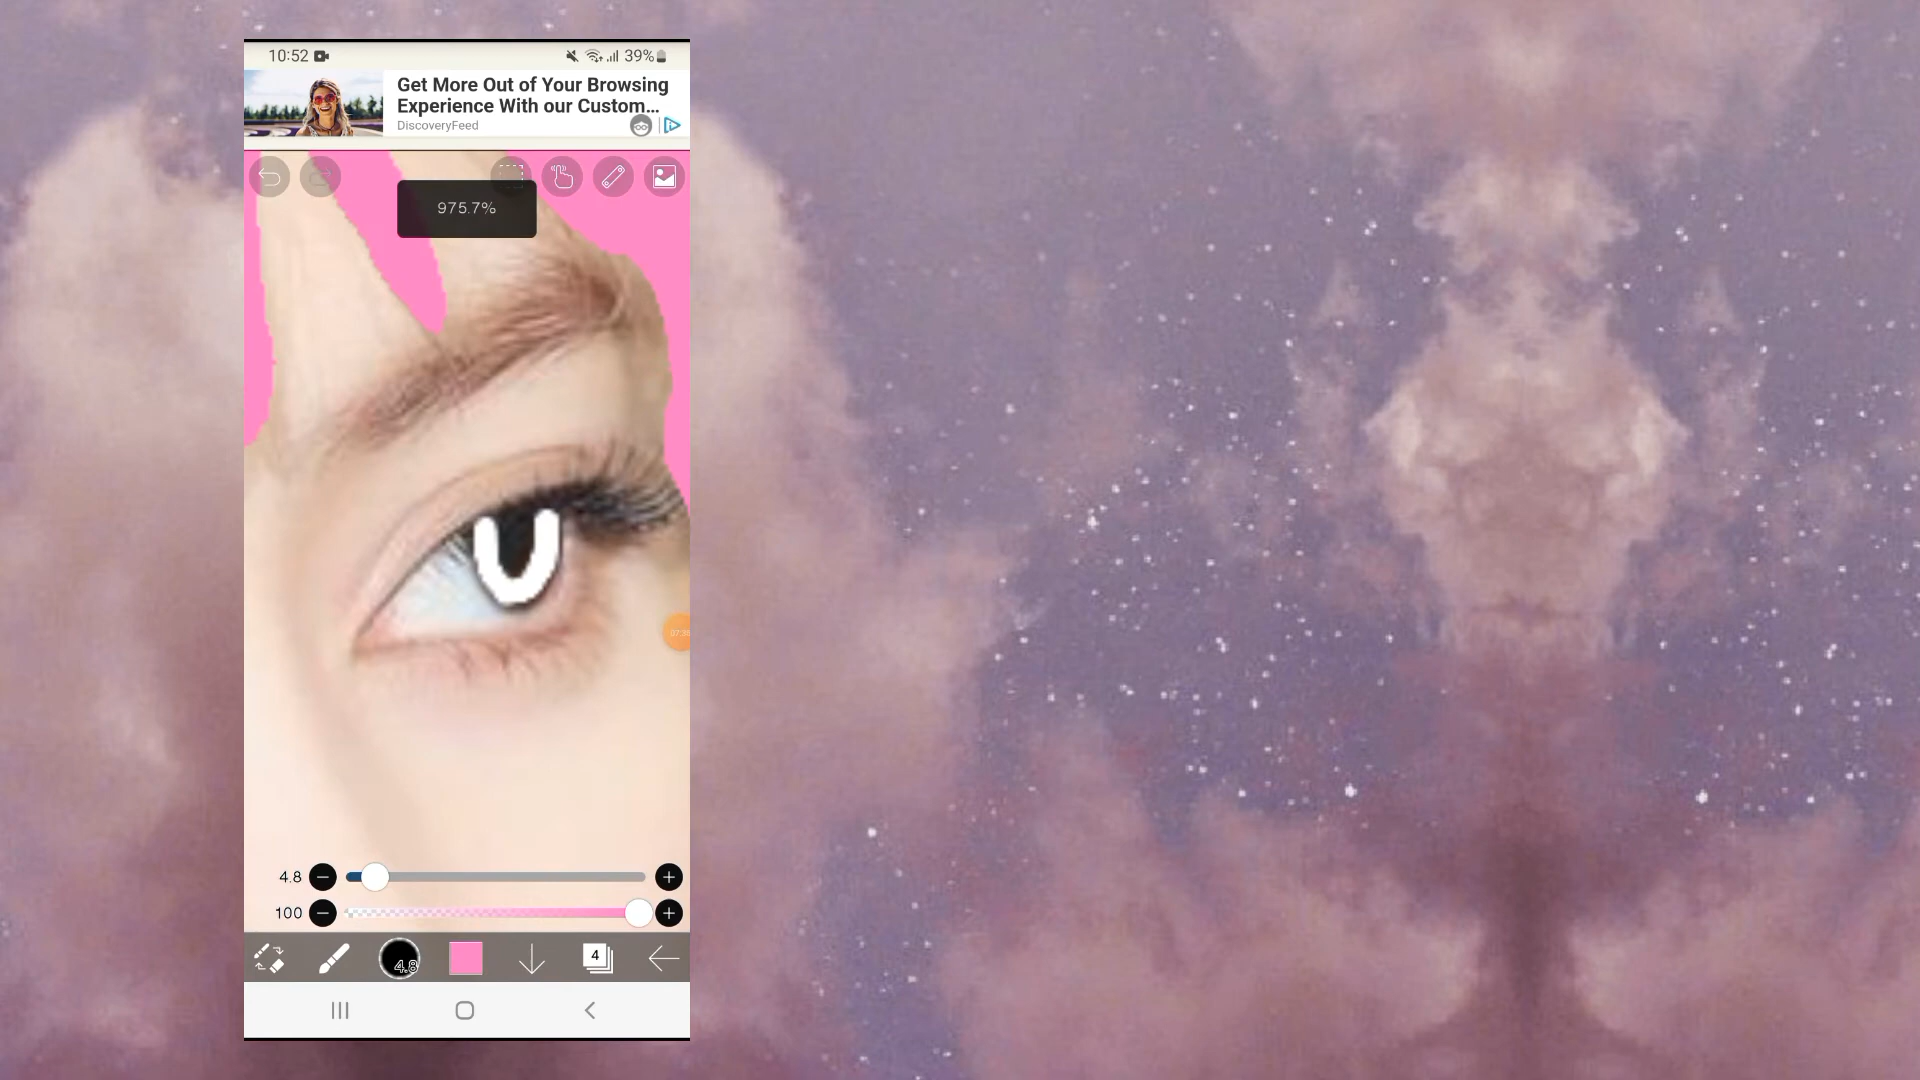 10:52
39%
Get More Out of Your Browsing
Experience With our Custom...
DiscoveryFeed
975.7%
4.8
100
4.8
4